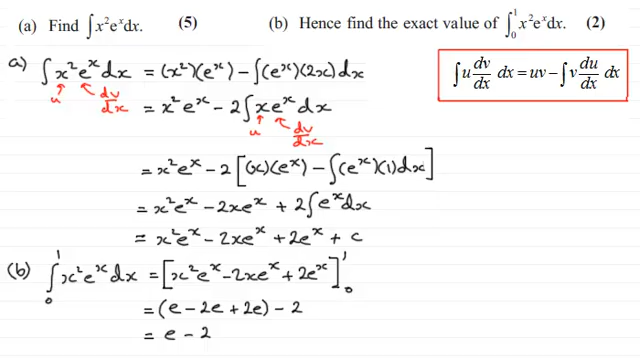 (a) Find ∫x²eˣdx. (5) (b) Hence find the exact value of ∫₀¹ x²eˣdx. (2)
∫u dv/dx dx = uv − ∫v du/dx dx
a) ∫x²eˣdx = (x²)(eˣ) − ∫(eˣ)(2x)dx
u dv/dx
= x²eˣ − 2∫xeˣdx
u dv/dx
= x²eˣ − 2[(x)(eˣ) − ∫(eˣ)(1)dx]
= x²eˣ − 2xeˣ + 2∫eˣdx
= x²eˣ − 2xeˣ + 2eˣ + c
(b) ∫₀¹ x²eˣdx = [x²eˣ − 2xeˣ + 2eˣ]₀¹
= (e − 2e + 2e) − 2
= e − 2